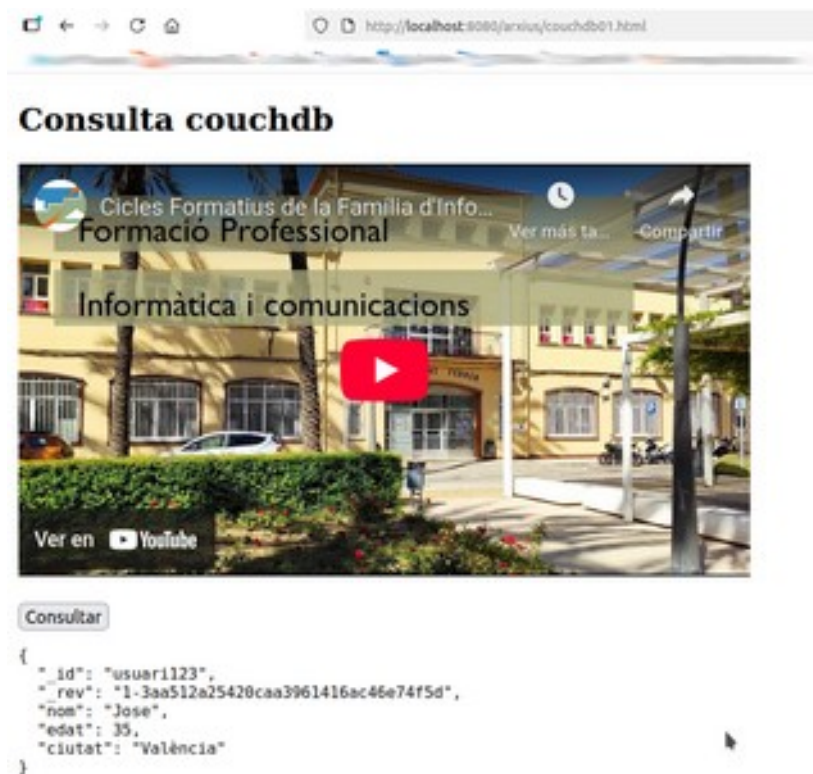 http://localhost:8080/arxius/couchdb01.html
Consulta couchdb
Cicles Formatius de la Família d'Info...
Ver más ta...
Compartir
Formació Professional
Informàtica i comunicacions
Ver en YouTube
Consultar
{
"_id": "usuari123",
"_rev": "1-3aa512a25420caa3961416ac46e74f5d",
"nom": "Jose",
"edat": 35,
"ciutat": "València"
}